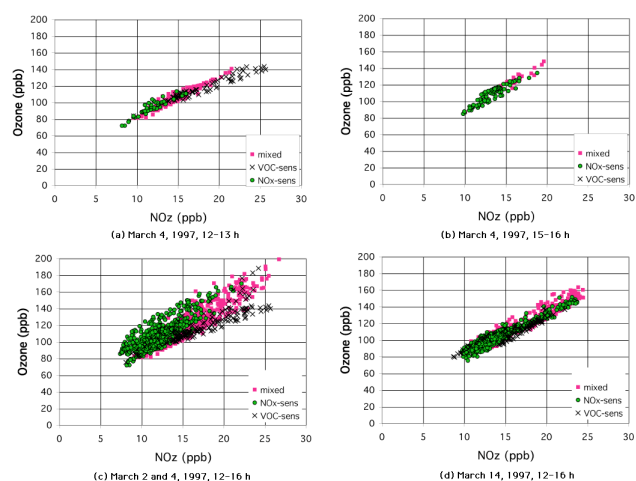 200
180
160
140
120
100
80
60
40
20
0
Ozone (ppb)
mixed
VOC-sens
NOx-sens
0 5 10 15 20 25 30
NOz (ppb)
(a) March 4, 1997, 12-13 h
200
180
160
140
120
100
80
60
40
20
0
Ozone (ppb)
mixed
NOx-sens
VOC-sens
0 5 10 15 20 25 30
NOz (ppb)
(b) March 4, 1997, 15-16 h
200
180
160
140
120
100
80
60
40
20
0
Ozone (ppb)
mixed
NOx-sens
VOC-sens
0 5 10 15 20 25 30
NOz (ppb)
(c) March 2 and 4, 1997, 12-16 h
200
180
160
140
120
100
80
60
40
20
0
Ozone (ppb)
mixed
NOx-sens
VOC-sens
0 5 10 15 20 25 30
NOz (ppb)
(d) March 14, 1997, 12-16 h